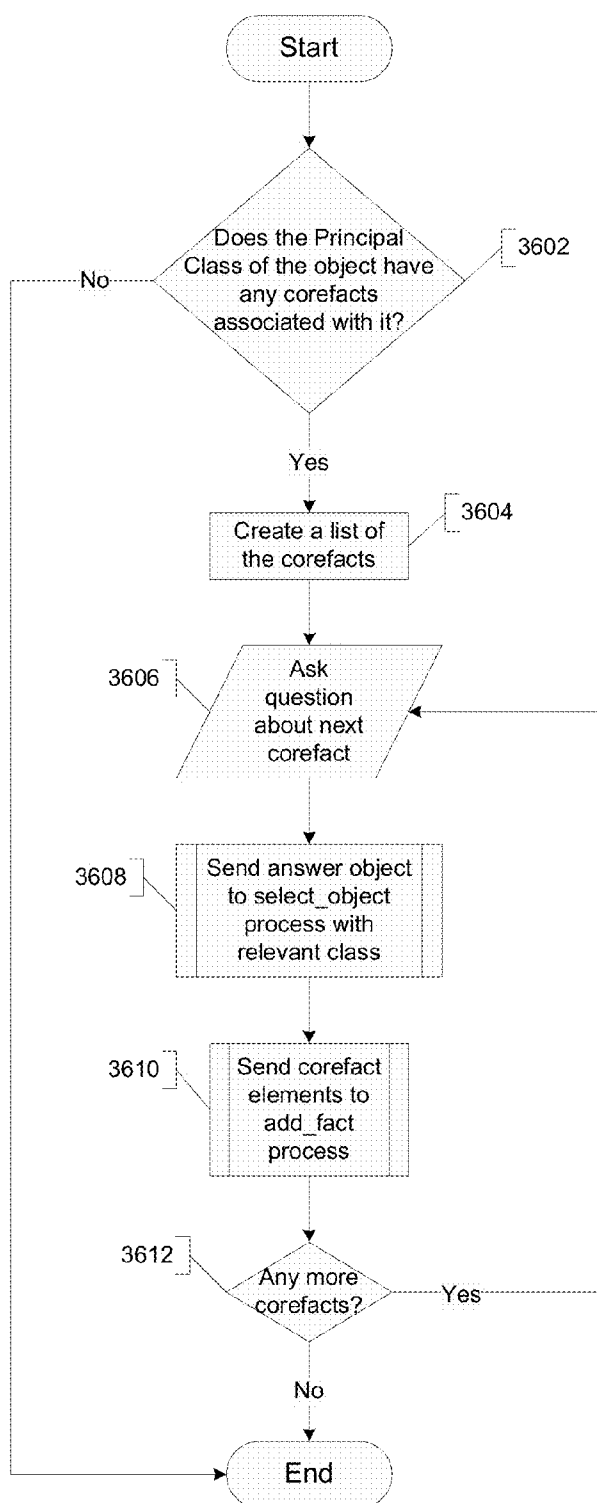 Start
Does the Principal
Class of the object have
any corefacts
associated with it?
3602
No
Yes
Create a list of
the corefacts
3604
Ask
question
about next
corefact
3606
Send answer object
to select_object
process with
relevant class
3608
Send corefact
elements to
add_fact
process
3610
Any more
corefacts?
3612
Yes
No
End